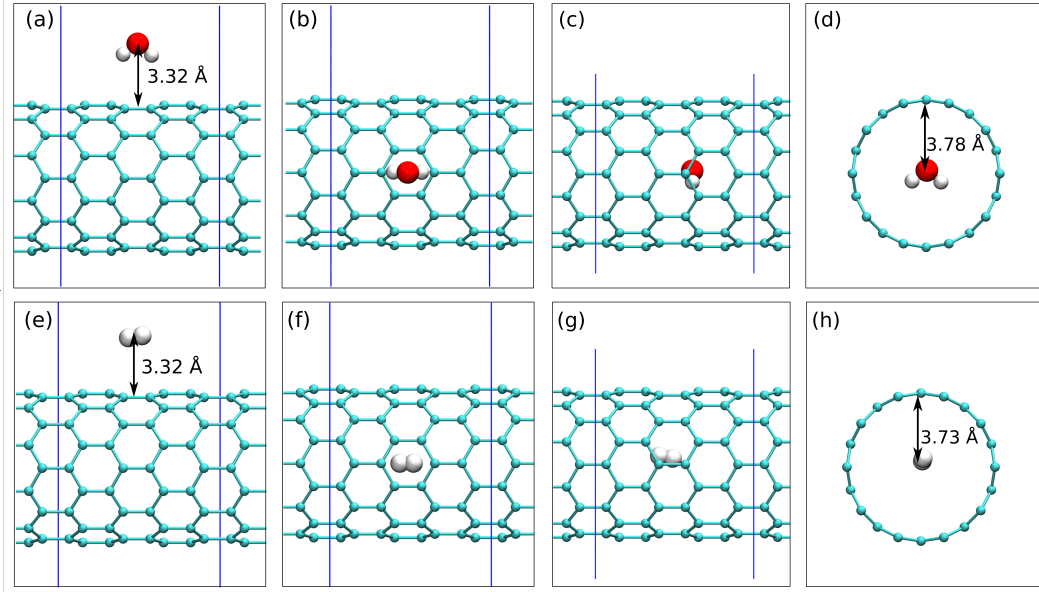 (a)
3.32 Å
(b)
(c)
(d)
3.78 Å
(e)
3.32 Å
(f)
(g)
(h)
3.73 Å